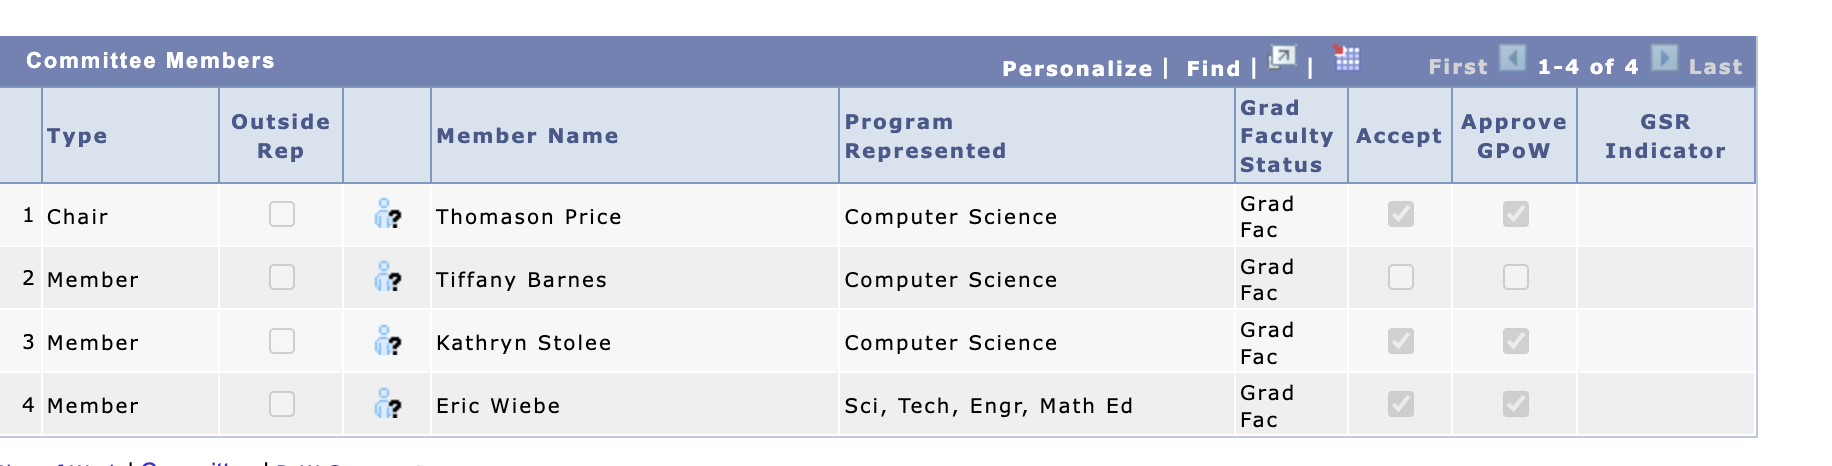 Committee Members
Personalize | Find | | First 1-4 of 4 Last
Type Outside Rep Member Name Program Represented Grad Faculty Status Accept Approve GPoW GSR Indicator
1 Chair Thomason Price Computer Science Grad Fac
2 Member Tiffany Barnes Computer Science Grad Fac
3 Member Kathryn Stolee Computer Science Grad Fac
4 Member Eric Wiebe Sci, Tech, Engr, Math Ed Grad Fac